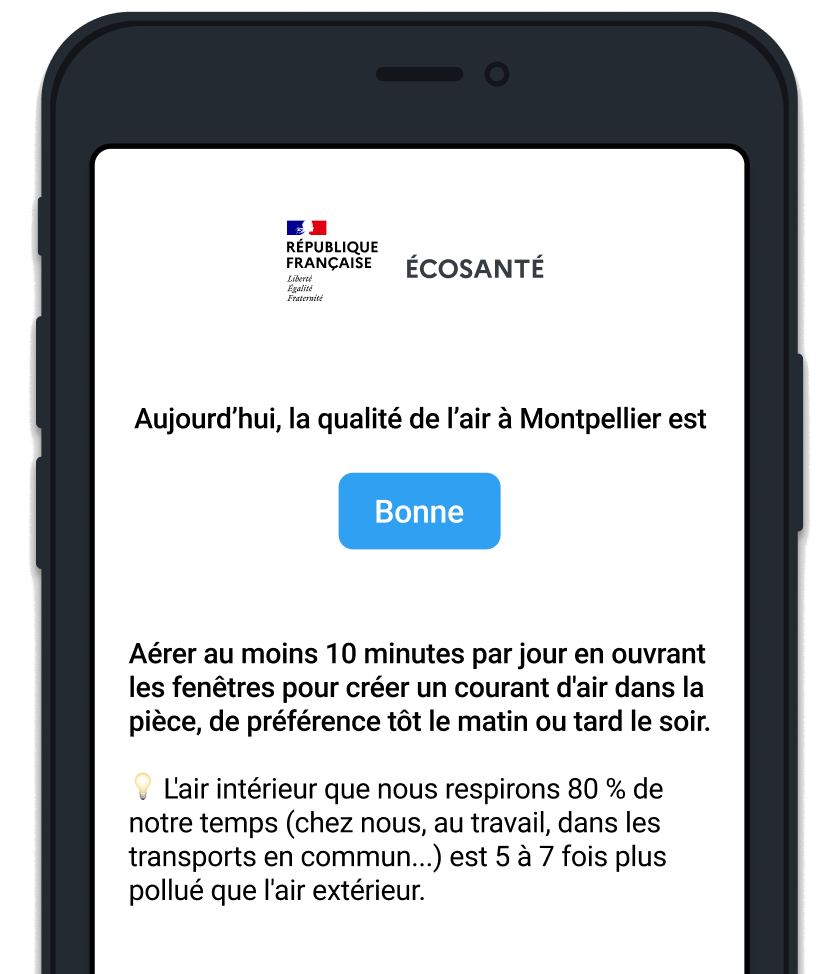 RÉPUBLIQUE
FRANÇAISE
Liberté
Égalité
Fraternité
ÉCOSANTÉ
Aujourd’hui, la qualité de l’air à Montpellier est
Bonne
Aérer au moins 10 minutes par jour en ouvrant
les fenêtres pour créer un courant d'air dans la
pièce, de préférence tôt le matin ou tard le soir.
💡 L'air intérieur que nous respirons 80 % de
notre temps (chez nous, au travail, dans les
transports en commun...) est 5 à 7 fois plus
pollué que l'air extérieur.